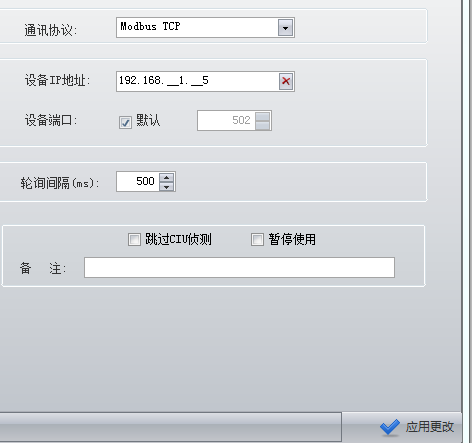 通讯协议: Modbus TCP
设备IP地址: 192.168.__1.__5
设备端口: 默认 502
轮询间隔(ms): 500
跳过CIU侦测 暂停使用
备 注:
应用更改